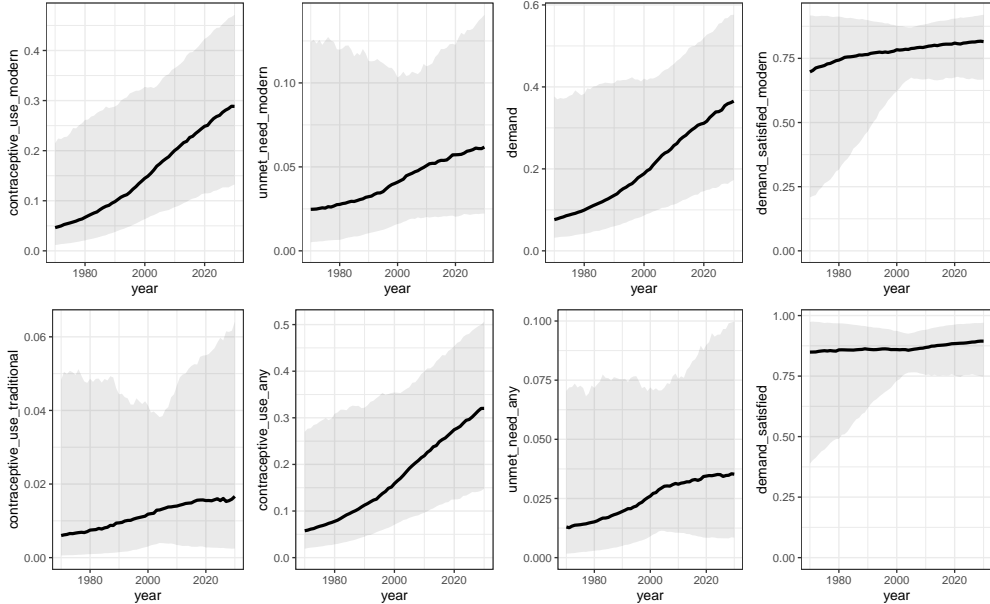 contraceptive_use_modern
0.4
0.3
0.2
0.1
0.0
1980 2000 2020
year
unmet_need_modern
0.10
0.05
0.00
1980 2000 2020
year
demand
0.6
0.4
0.2
0.0
1980 2000 2020
year
demand_satisfied_modern
0.75
0.50
0.25
0.00
1980 2000 2020
year
contraceptive_use_traditional
0.06
0.04
0.02
0.00
1980 2000 2020
year
contraceptive_use_any
0.5
0.4
0.3
0.2
0.1
0.0
1980 2000 2020
year
unmet_need_any
0.100
0.075
0.050
0.025
0.000
1980 2000 2020
year
demand_satisfied
1.00
0.75
0.50
0.25
0.00
1980 2000 2020
year